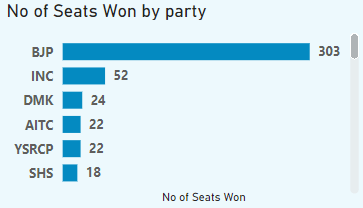 No of Seats Won by party
BJP 303
INC 52
DMK 24
AITC 22
YSRCP 22
SHS 18
No of Seats Won